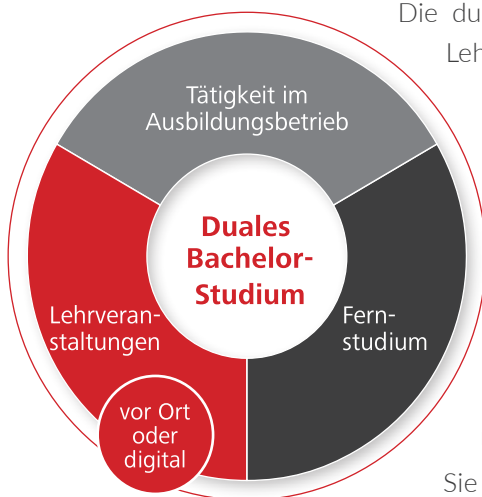 Die du
Leh
Tätigkeit im
Ausbildungsbetrieb
Duales
Bachelor-
Studium
Lehrveran-
staltungen
Fern-
studium
vor Ort
oder
digital
Sie